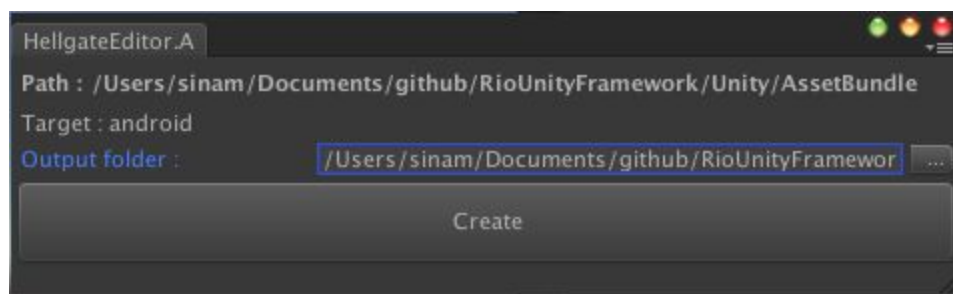 HellgateEditor.A
Path : /Users/sinam/Documents/github/RioUnityFramework/Unity/AssetBundle
Target : android
Output folder : /Users/sinam/Documents/github/RioUnityFramewor ...
Create